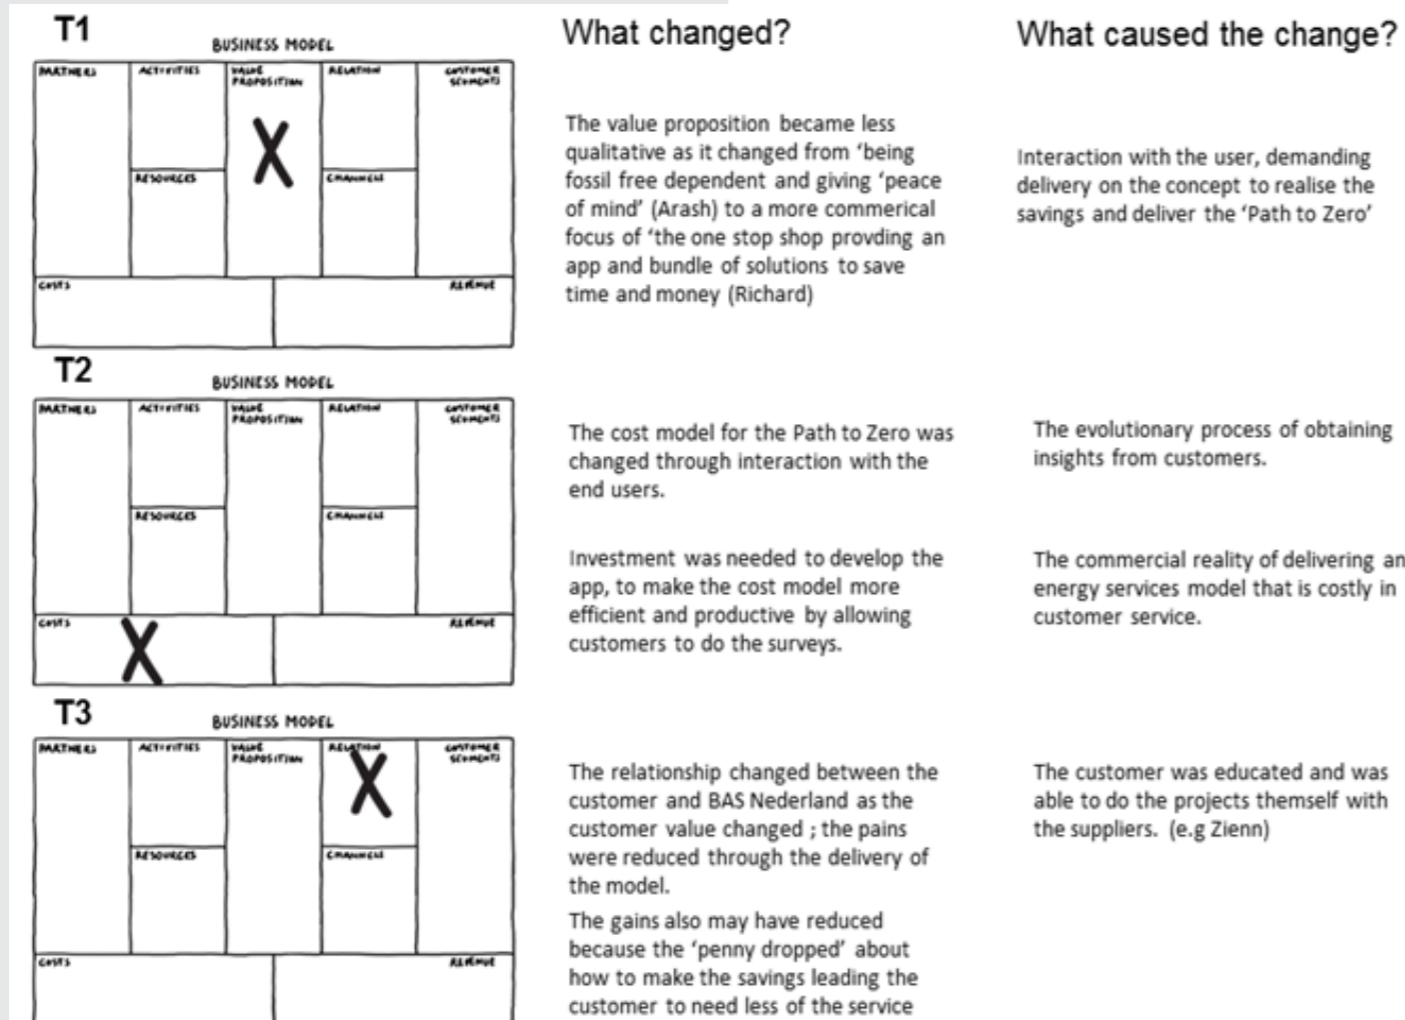 T1
What changed?
What caused the change?
BUSINESS MODEL
PARTNERS
ACTIVITIES
VALUE
PROPOSITION
RELATION
CUSTOMER
SEGMENTS
RESOURCES
CHANNELS
COSTS
REVENUE
The value proposition became less
qualitative as it changed from ‘being
fossil free dependent and giving ‘peace
of mind’ (Arash) to a more commerical
focus of ‘the one stop shop provding an
app and bundle of solutions to save
time and money (Richard)
Interaction with the user, demanding
delivery on the concept to realise the
savings and deliver the ‘Path to Zero’
T2
BUSINESS MODEL
PARTNERS
ACTIVITIES
VALUE
PROPOSITION
RELATION
CUSTOMER
SEGMENTS
RESOURCES
CHANNELS
COSTS
REVENUE
The cost model for the Path to Zero was
changed through interaction with the
end users.
The evolutionary process of obtaining
insights from customers.
Investment was needed to develop the
app, to make the cost model more
efficient and productive by allowing
customers to do the surveys.
The commercial reality of delivering an
energy services model that is costly in
customer service.
T3
BUSINESS MODEL
PARTNERS
ACTIVITIES
VALUE
PROPOSITION
RELATION
CUSTOMER
SEGMENTS
RESOURCES
CHANNELS
COSTS
REVENUE
The relationship changed between the
customer and BAS Nederland as the
customer value changed ; the pains
were reduced through the delivery of
the model.
The gains also may have reduced
because the ‘penny dropped’ about
how to make the savings leading the
customer to need less of the service
The customer was educated and was
able to do the projects themself with
the suppliers. (e.g Zienn)